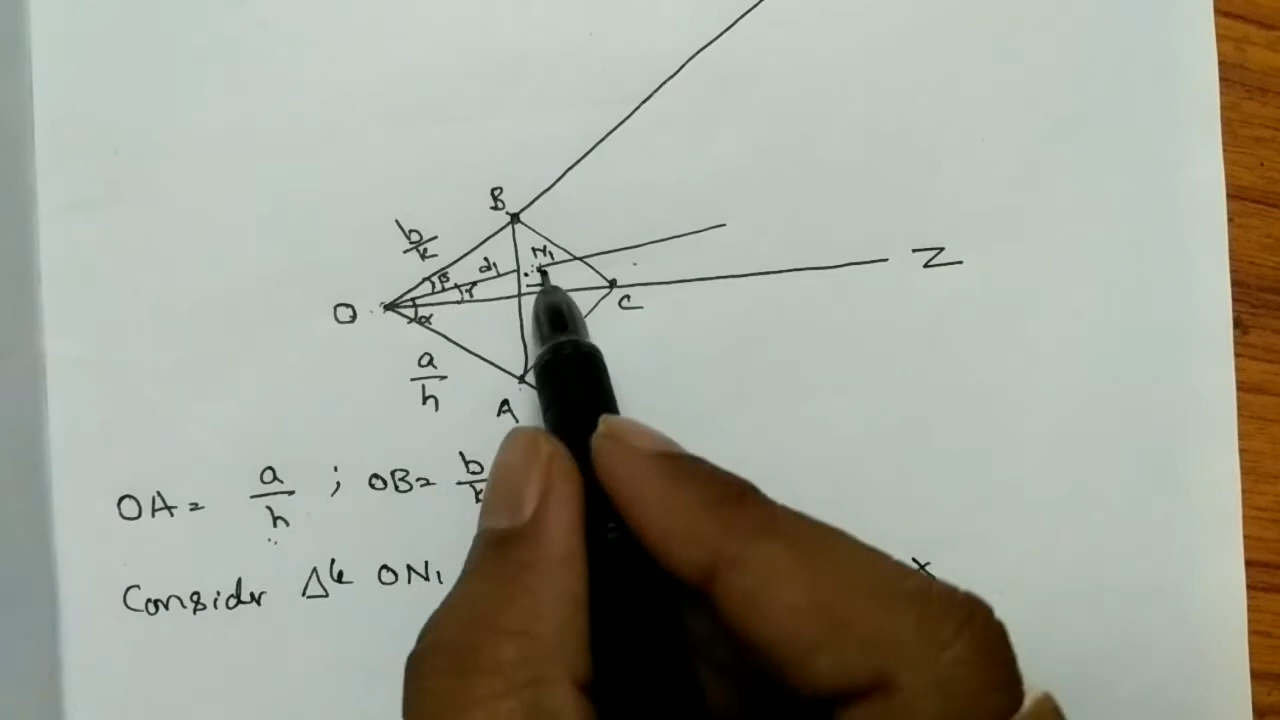 B
b/k
N₁
β d₁
Z
O α γ
C
a/h
A
OA = a/h ; OB = b/k
x
Consider Δle ON₁